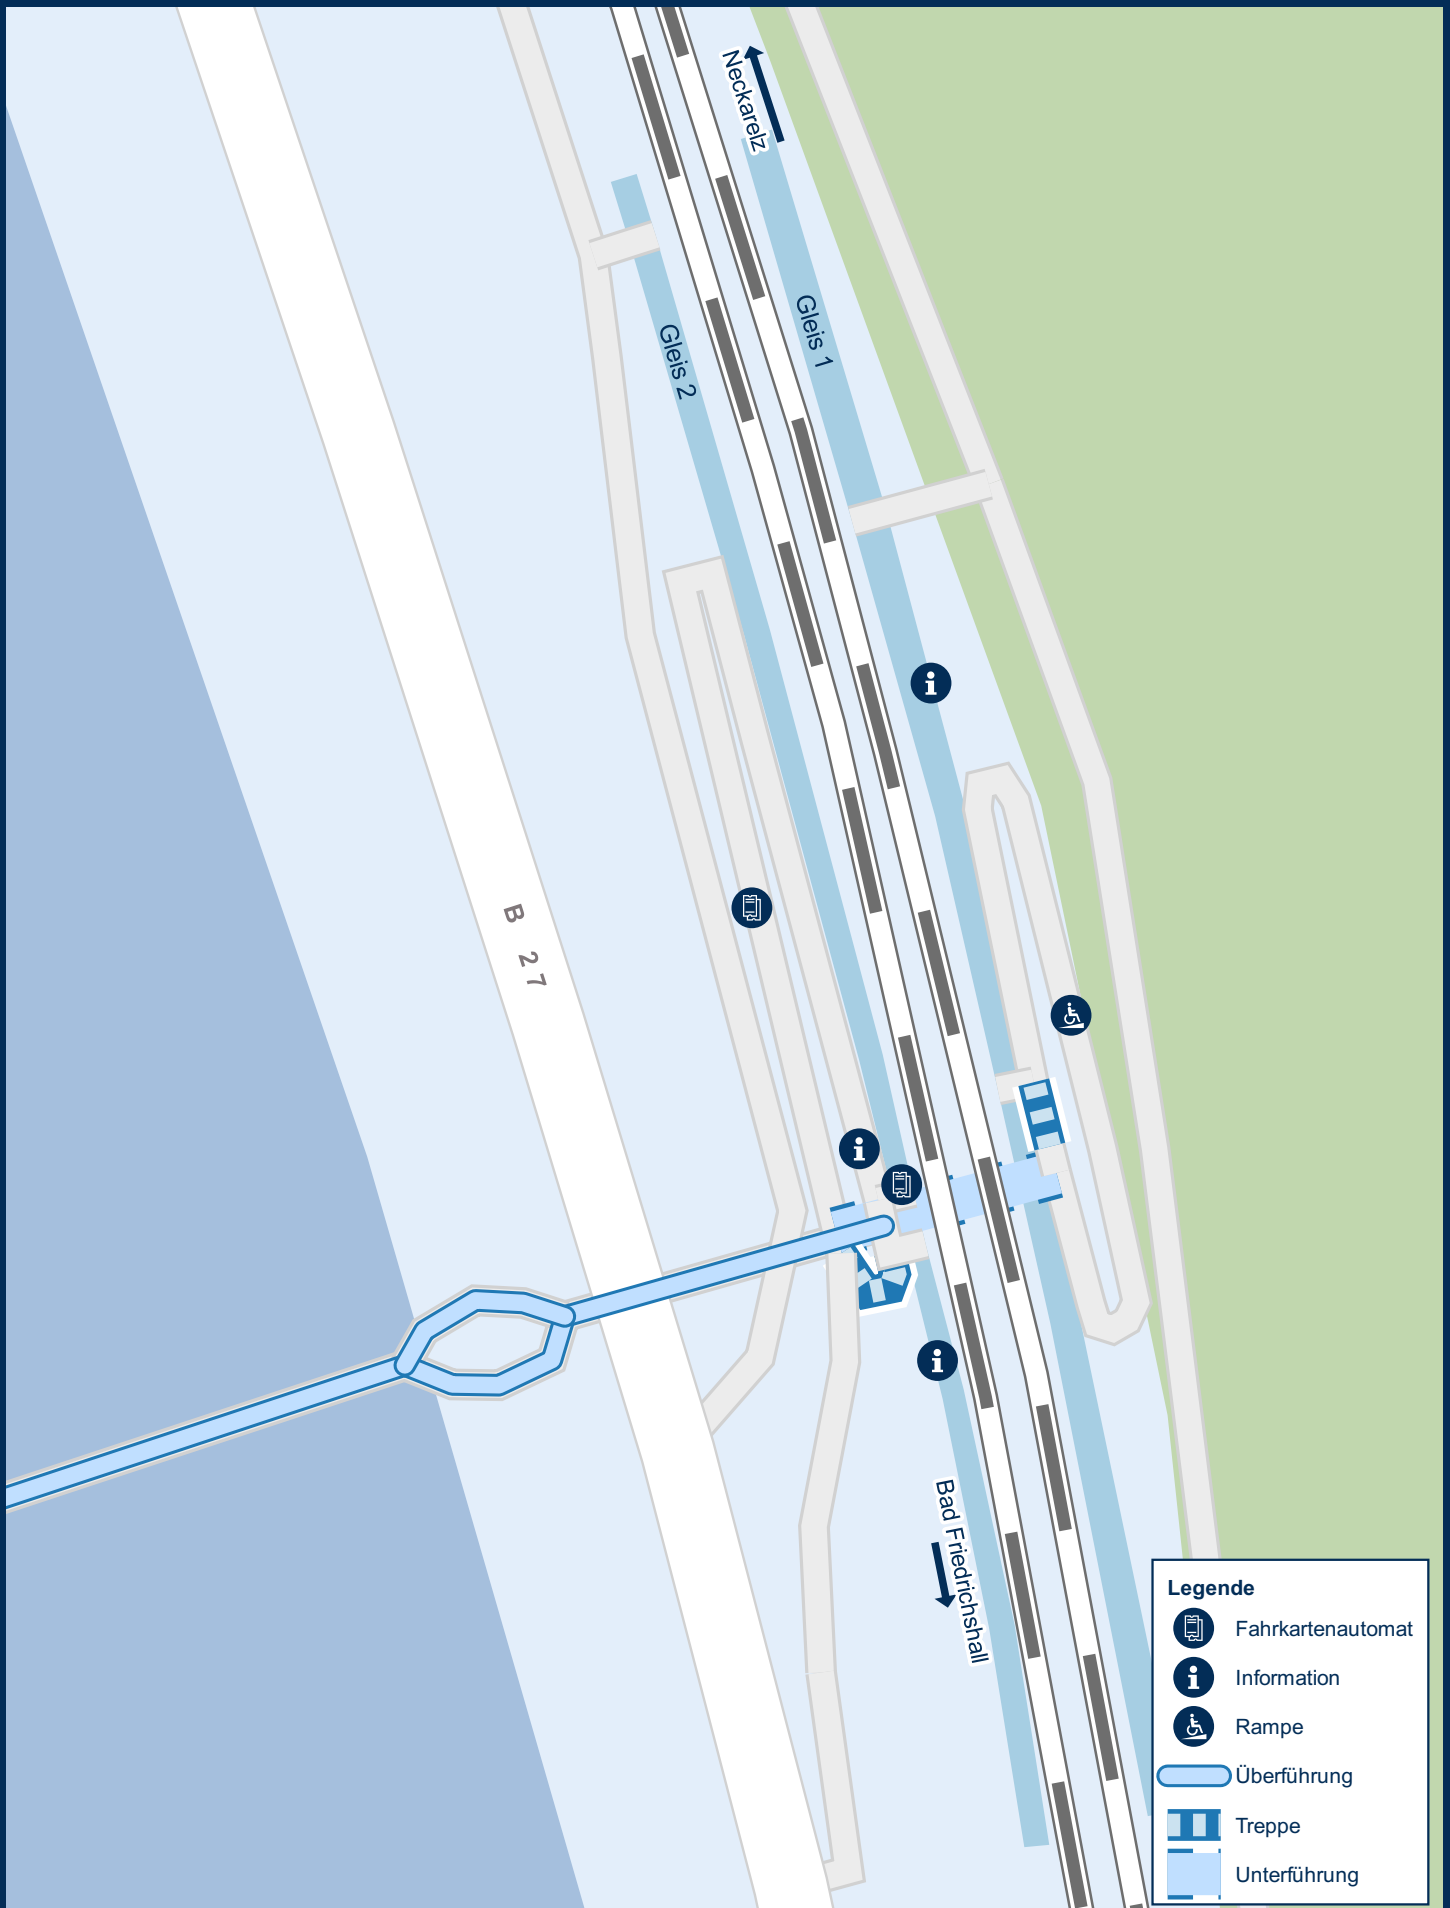 Neckarelz
Gleis 1
Gleis 2
B 27
Bad Friedrichshall
Legende
Fahrkartenautomat
Information
Rampe
Überführung
Treppe
Unterführung